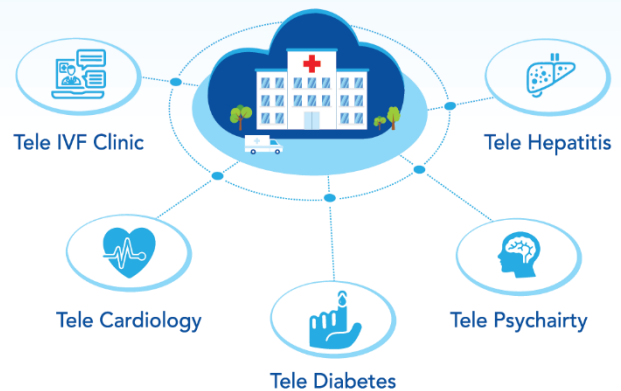 Tele IVF Clinic
Tele Hepatitis
Tele Cardiology
Tele Psychairty
Tele Diabetes